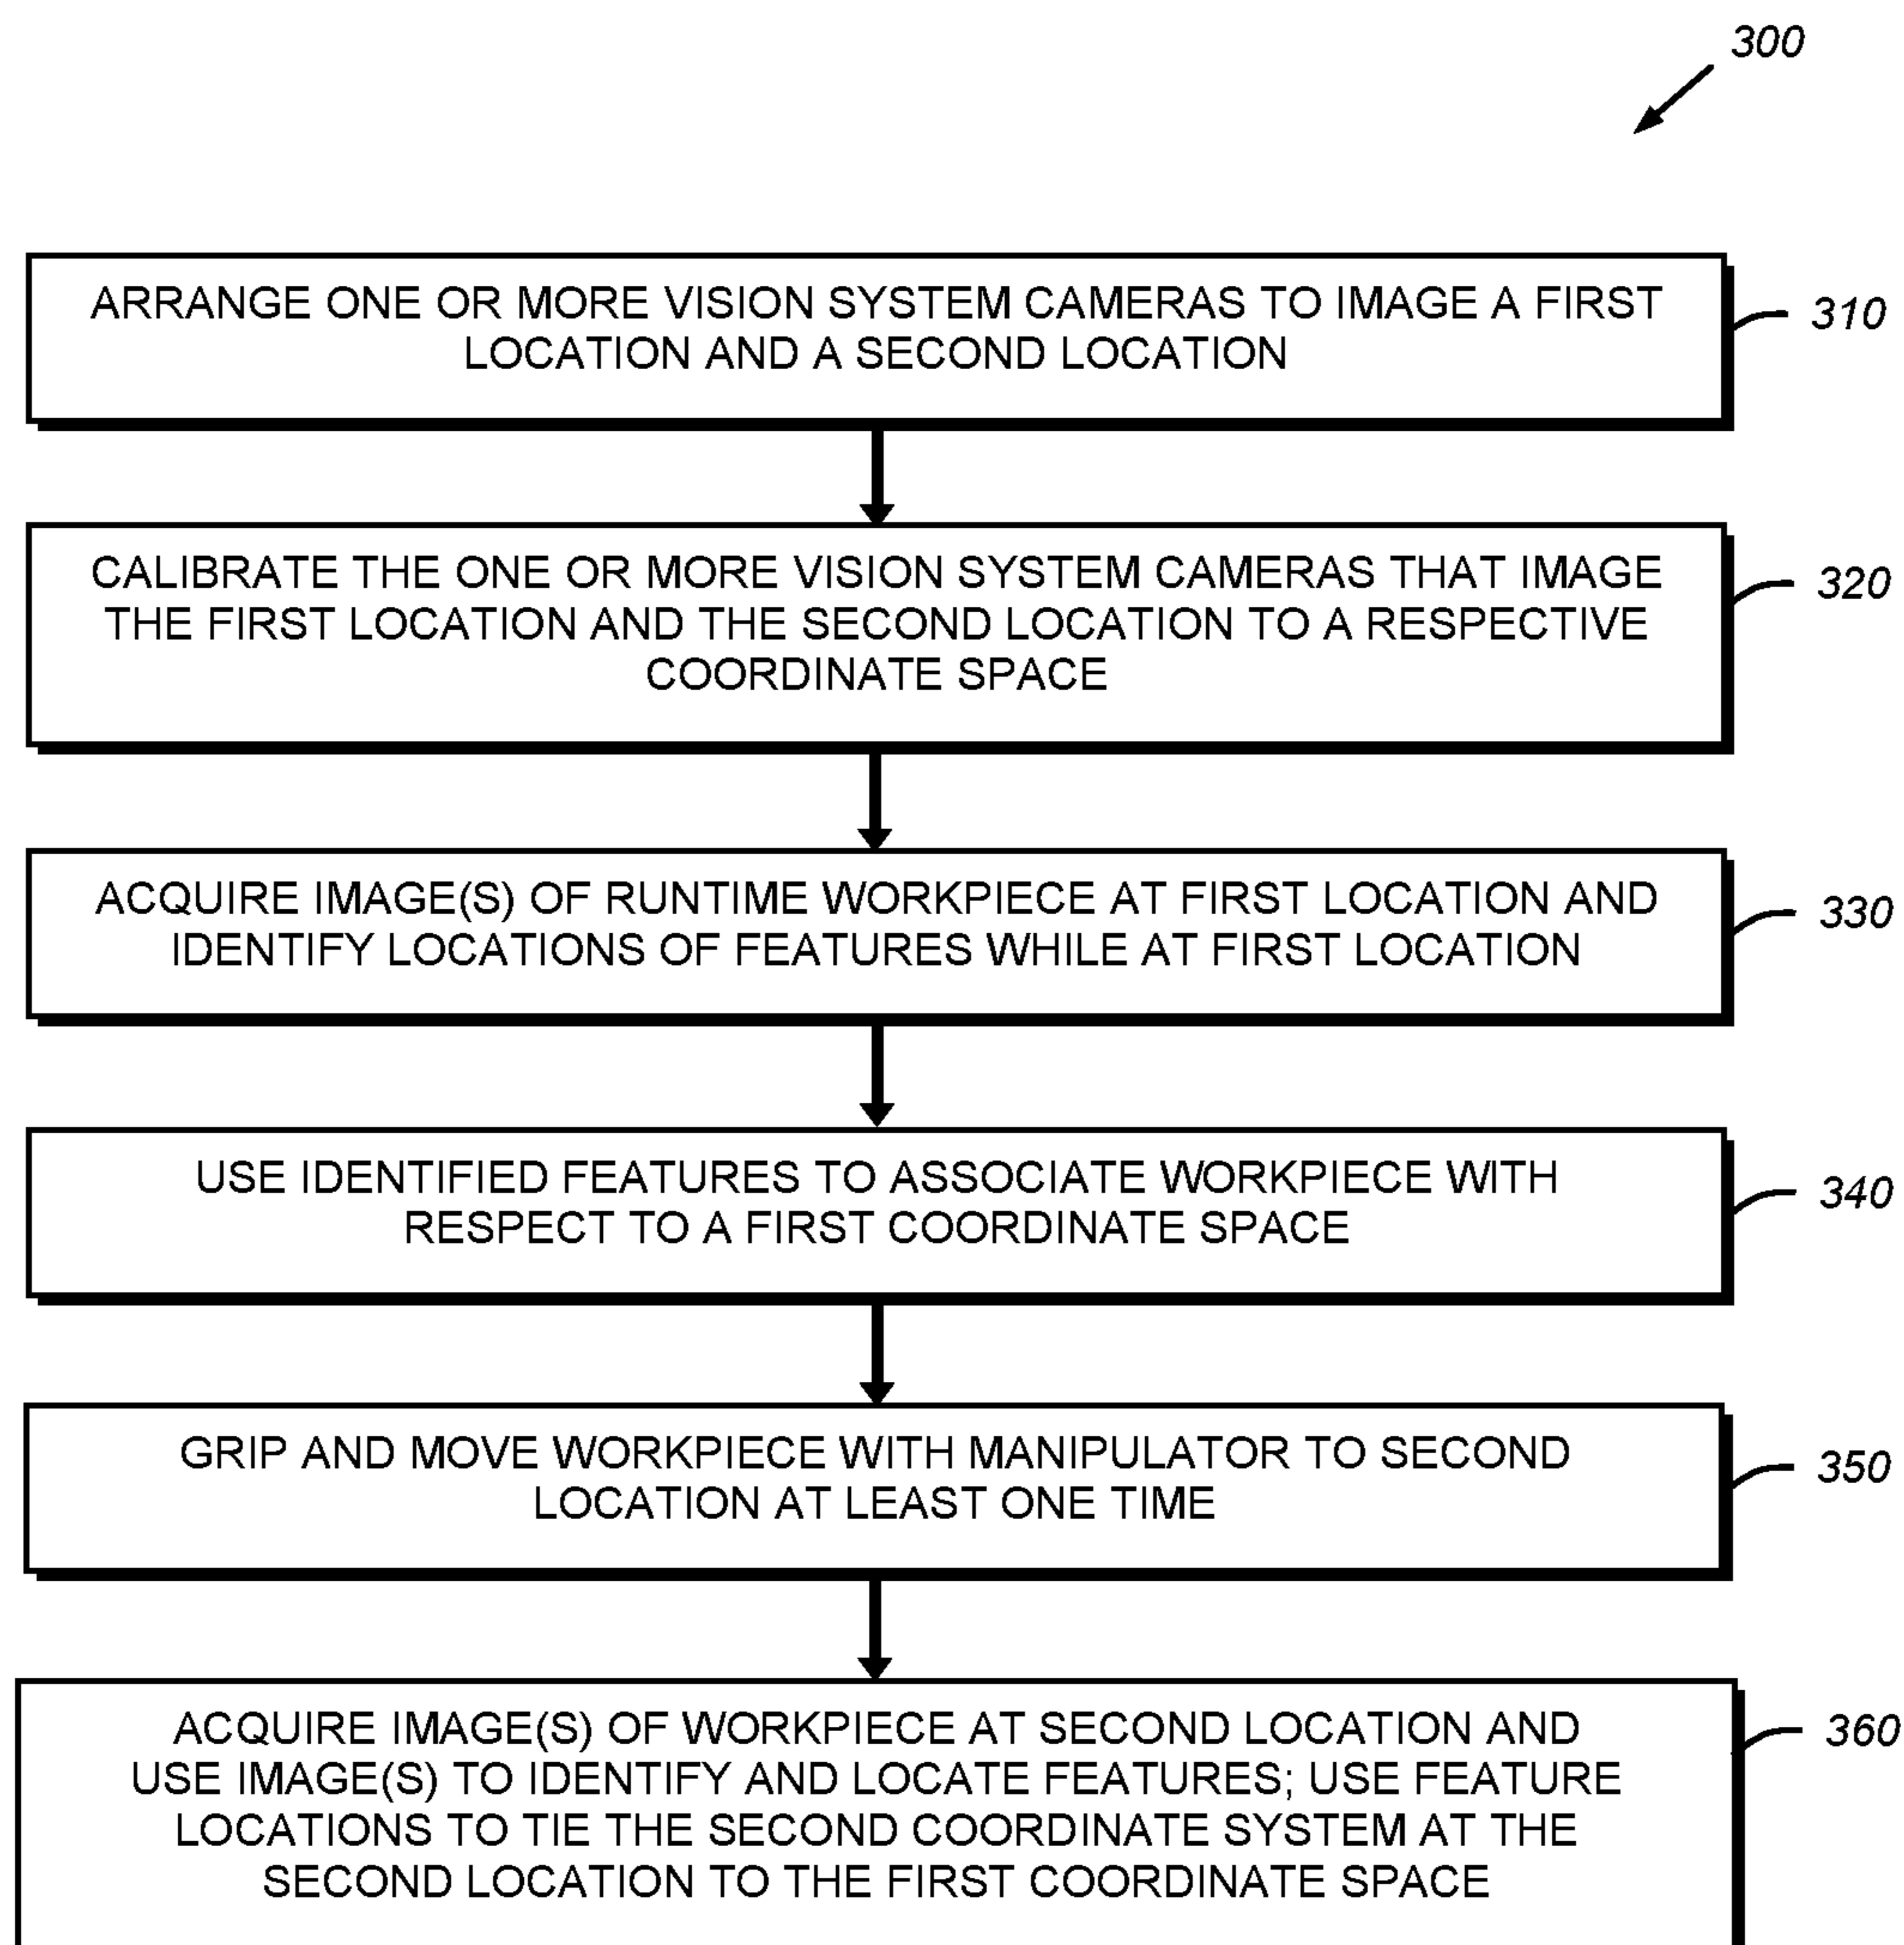 300
ARRANGE ONE OR MORE VISION SYSTEM CAMERAS TO IMAGE A FIRST
LOCATION AND A SECOND LOCATION
310
CALIBRATE THE ONE OR MORE VISION SYSTEM CAMERAS THAT IMAGE
THE FIRST LOCATION AND THE SECOND LOCATION TO A RESPECTIVE
COORDINATE SPACE
320
ACQUIRE IMAGE(S) OF RUNTIME WORKPIECE AT FIRST LOCATION AND
IDENTIFY LOCATIONS OF FEATURES WHILE AT FIRST LOCATION
330
USE IDENTIFIED FEATURES TO ASSOCIATE WORKPIECE WITH
RESPECT TO A FIRST COORDINATE SPACE
340
GRIP AND MOVE WORKPIECE WITH MANIPULATOR TO SECOND
LOCATION AT LEAST ONE TIME
350
ACQUIRE IMAGE(S) OF WORKPIECE AT SECOND LOCATION AND
USE IMAGE(S) TO IDENTIFY AND LOCATE FEATURES; USE FEATURE
LOCATIONS TO TIE THE SECOND COORDINATE SYSTEM AT THE
SECOND LOCATION TO THE FIRST COORDINATE SPACE
360